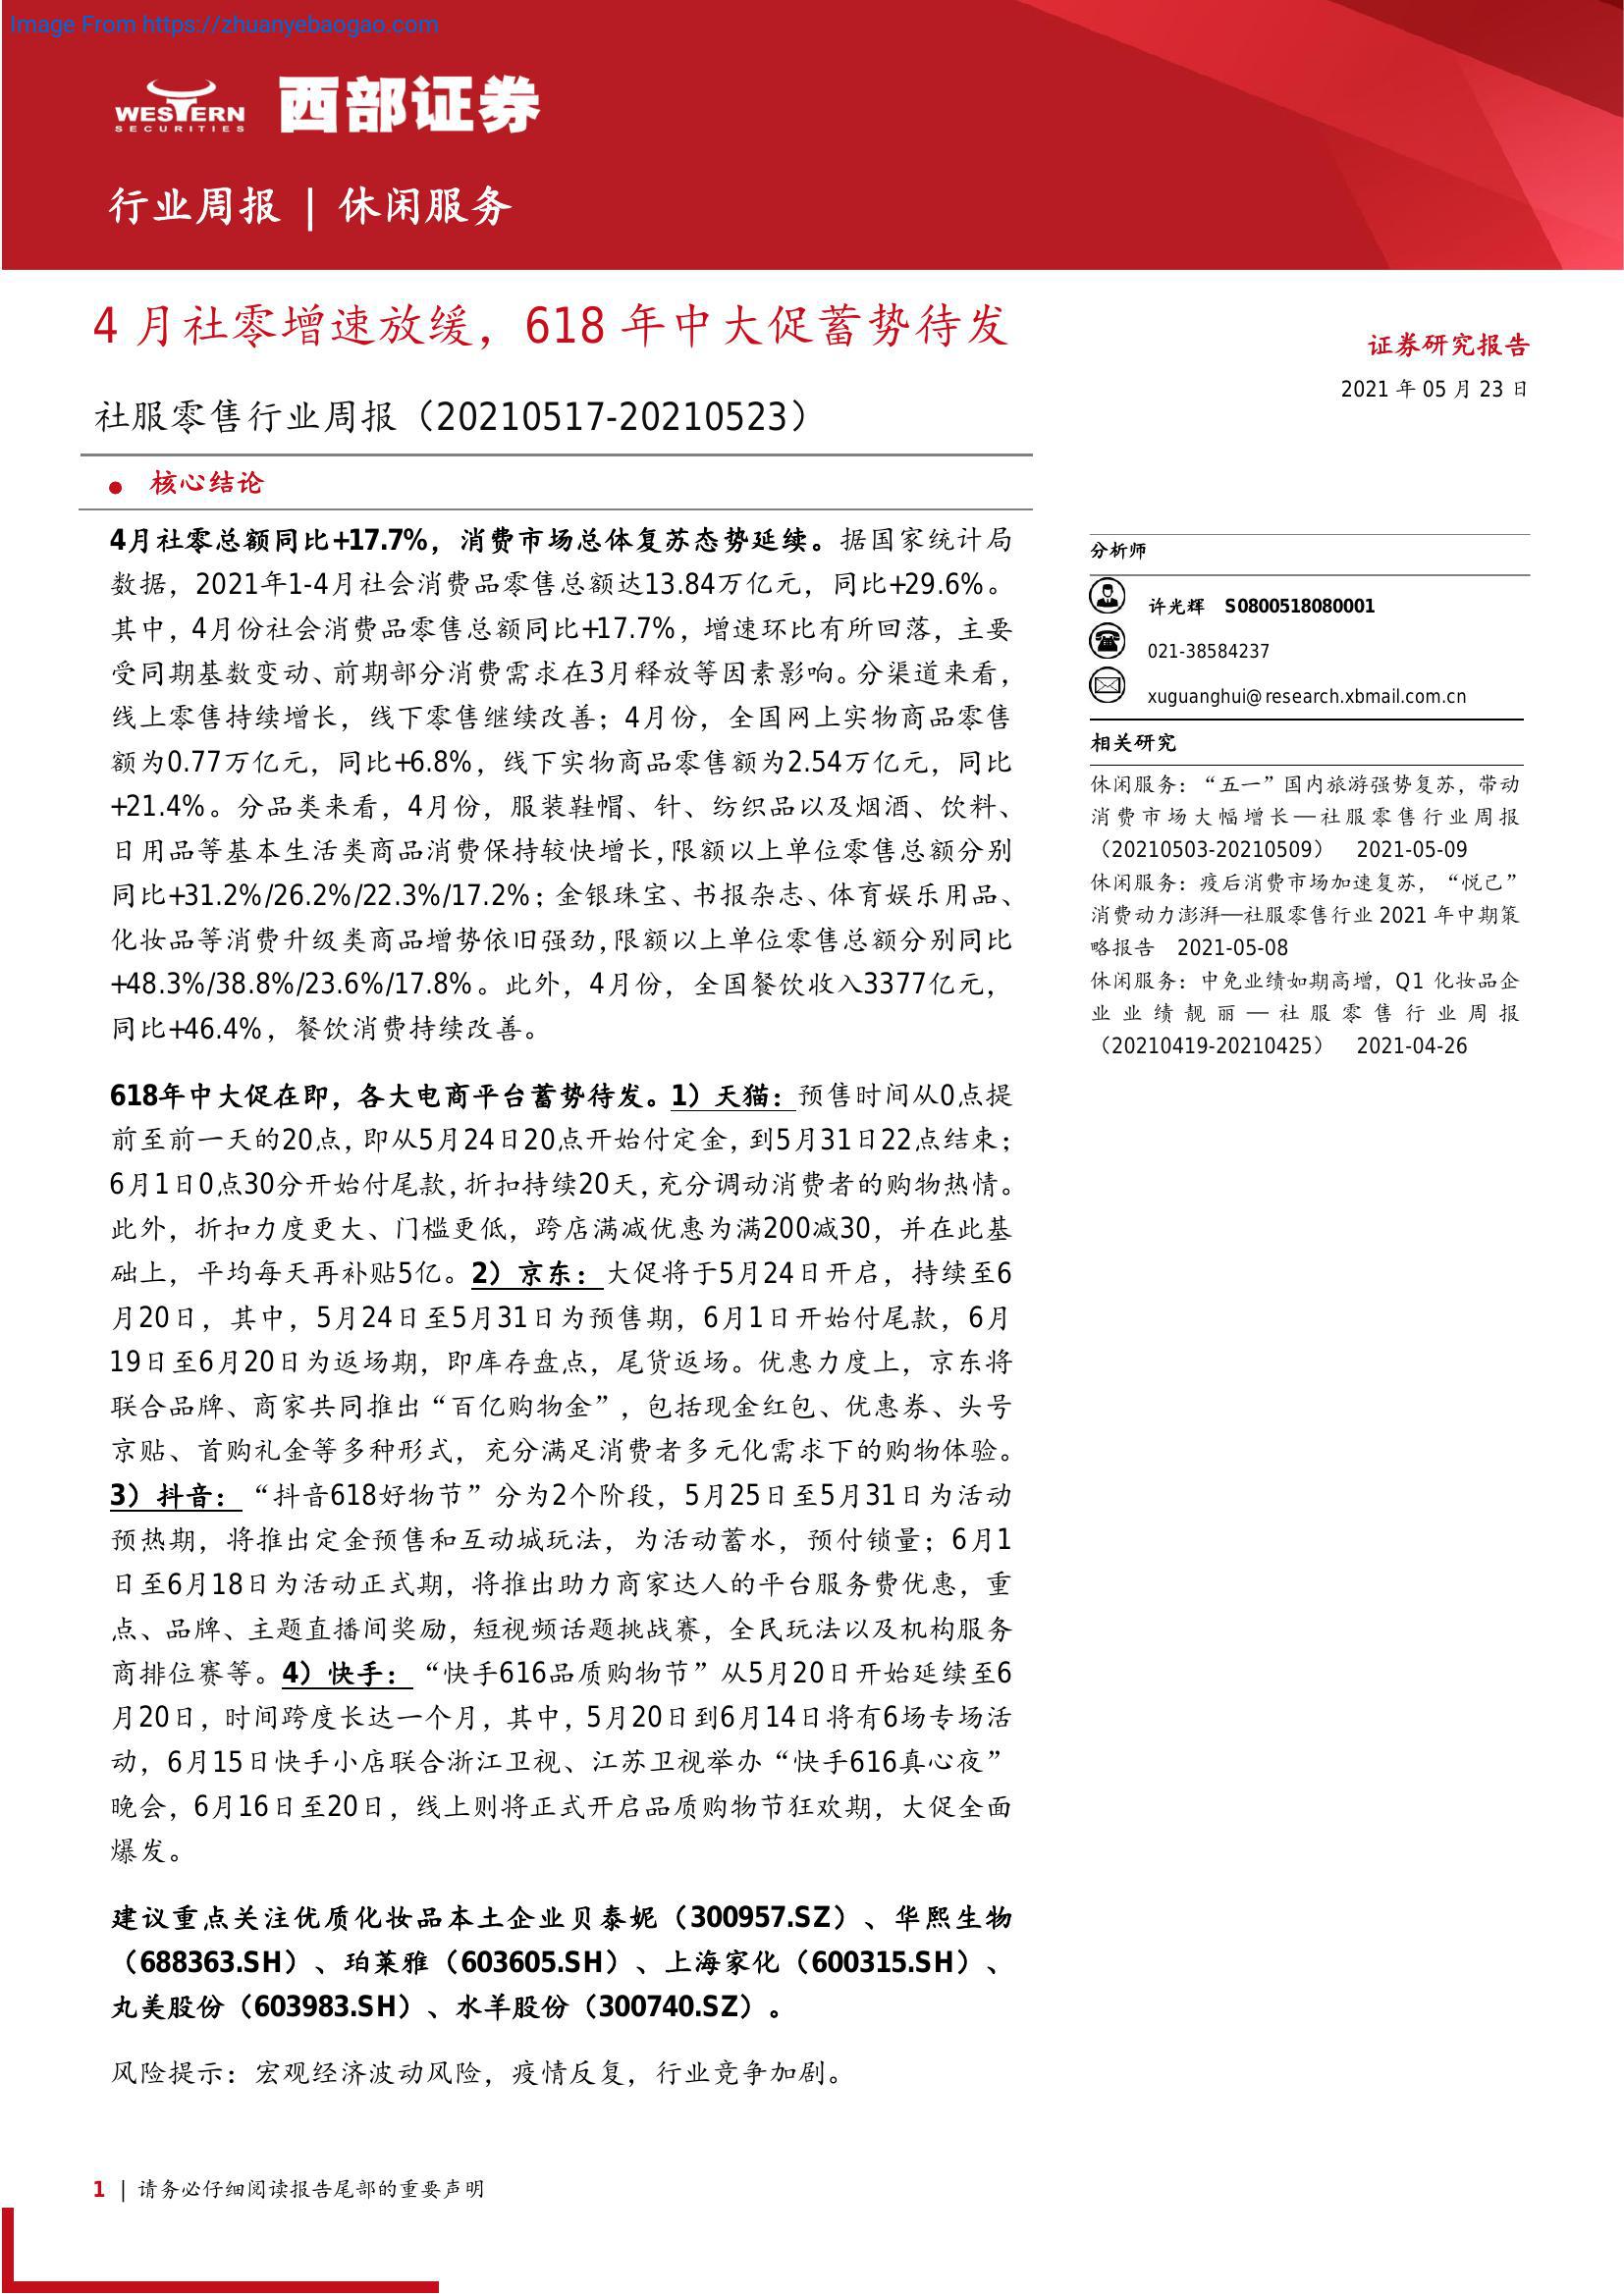 Image From https://zhuanyebaogao.com
WESTERN
SECURITIES
西部证券
行业周报 | 休闲服务
4 月社零增速放缓，618 年中大促蓄势待发
社服零售行业周报（20210517-20210523）
证券研究报告
2021 年 05 月 23 日
● 核心结论
4月社零总额同比+17.7%，消费市场总体复苏态势延续。据国家统计局
数据，2021年1-4月社会消费品零售总额达13.84万亿元，同比+29.6%。
其中，4月份社会消费品零售总额同比+17.7%，增速环比有所回落，主要
受同期基数变动、前期部分消费需求在3月释放等因素影响。分渠道来看，
线上零售持续增长，线下零售继续改善；4月份，全国网上实物商品零售
额为0.77万亿元，同比+6.8%，线下实物商品零售额为2.54万亿元，同比
+21.4%。分品类来看，4月份，服装鞋帽、针、纺织品以及烟酒、饮料、
日用品等基本生活类商品消费保持较快增长，限额以上单位零售总额分别
同比+31.2%/26.2%/22.3%/17.2%；金银珠宝、书报杂志、体育娱乐用品、
化妆品等消费升级类商品增势依旧强劲，限额以上单位零售总额分别同比
+48.3%/38.8%/23.6%/17.8%。此外，4月份，全国餐饮收入3377亿元，
同比+46.4%，餐饮消费持续改善。
618年中大促在即，各大电商平台蓄势待发。1）天猫：预售时间从0点提
前至前一天的20点，即从5月24日20点开始付定金，到5月31日22点结束；
6月1日0点30分开始付尾款，折扣持续20天，充分调动消费者的购物热情。
此外，折扣力度更大、门槛更低，跨店满减优惠为满200减30，并在此基
础上，平均每天再补贴5亿。2）京东：大促将于5月24日开启，持续至6
月20日，其中，5月24日至5月31日为预售期，6月1日开始付尾款，6月
19日至6月20日为返场期，即库存盘点，尾货返场。优惠力度上，京东将
联合品牌、商家共同推出“百亿购物金”，包括现金红包、优惠券、头号
京贴、首购礼金等多种形式，充分满足消费者多元化需求下的购物体验。
3）抖音：“抖音618好物节”分为2个阶段，5月25日至5月31日为活动
预热期，将推出定金预售和互动城玩法，为活动蓄水，预付锁量；6月1
日至6月18日为活动正式期，将推出助力商家达人的平台服务费优惠，重
点、品牌、主题直播间奖励，短视频话题挑战赛，全民玩法以及机构服务
商排位赛等。4）快手：“快手616品质购物节”从5月20日开始延续至6
月20日，时间跨度长达一个月，其中，5月20日到6月14日将有6场专场活
动，6月15日快手小店联合浙江卫视、江苏卫视举办“快手616真心夜”
晚会，6月16日至20日，线上则将正式开启品质购物节狂欢期，大促全面
爆发。
建议重点关注优质化妆品本土企业贝泰妮（300957.SZ）、华熙生物
（688363.SH）、珀莱雅（603605.SH）、上海家化（600315.SH）、
丸美股份（603983.SH）、水羊股份（300740.SZ）。
风险提示：宏观经济波动风险，疫情反复，行业竞争加剧。
分析师
许光辉 S0800518080001
021-38584237
xuguanghui@research.xbmail.com.cn
相关研究
休闲服务：“五一”国内旅游强势复苏，带动
消费市场大幅增长—社服零售行业周报
（20210503-20210509） 2021-05-09
休闲服务：疫后消费市场加速复苏，“悦己”
消费动力澎湃—社服零售行业 2021 年中期策
略报告 2021-05-08
休闲服务：中免业绩如期高增，Q1 化妆品企
业业绩靓丽—社服零售行业周报
（20210419-20210425） 2021-04-26
1 | 请务必仔细阅读报告尾部的重要声明